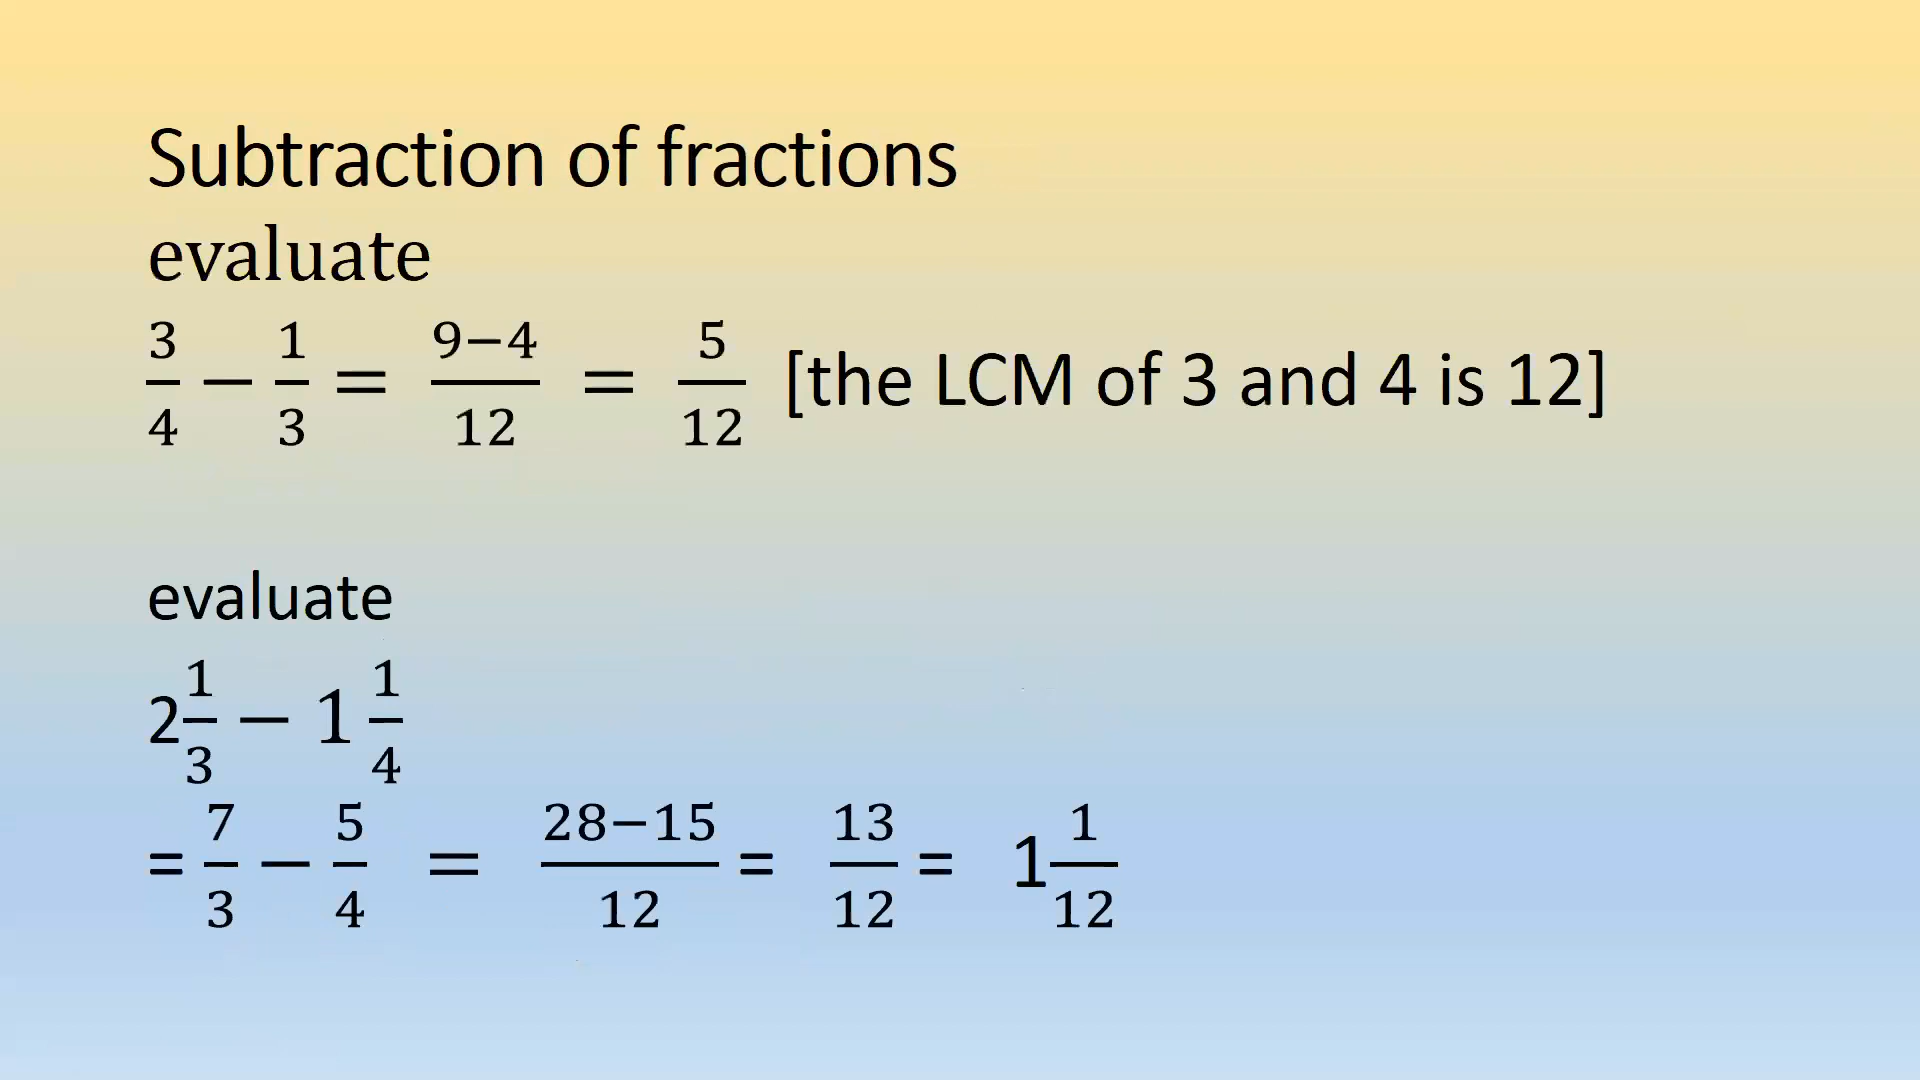 Subtraction of fractions
evaluate
3/4 − 1/3 = 9−4/12 = 5/12 [the LCM of 3 and 4 is 12]
evaluate
2 1/3 − 1 1/4
= 7/3 − 5/4 = 28−15/12 = 13/12 = 1 1/12